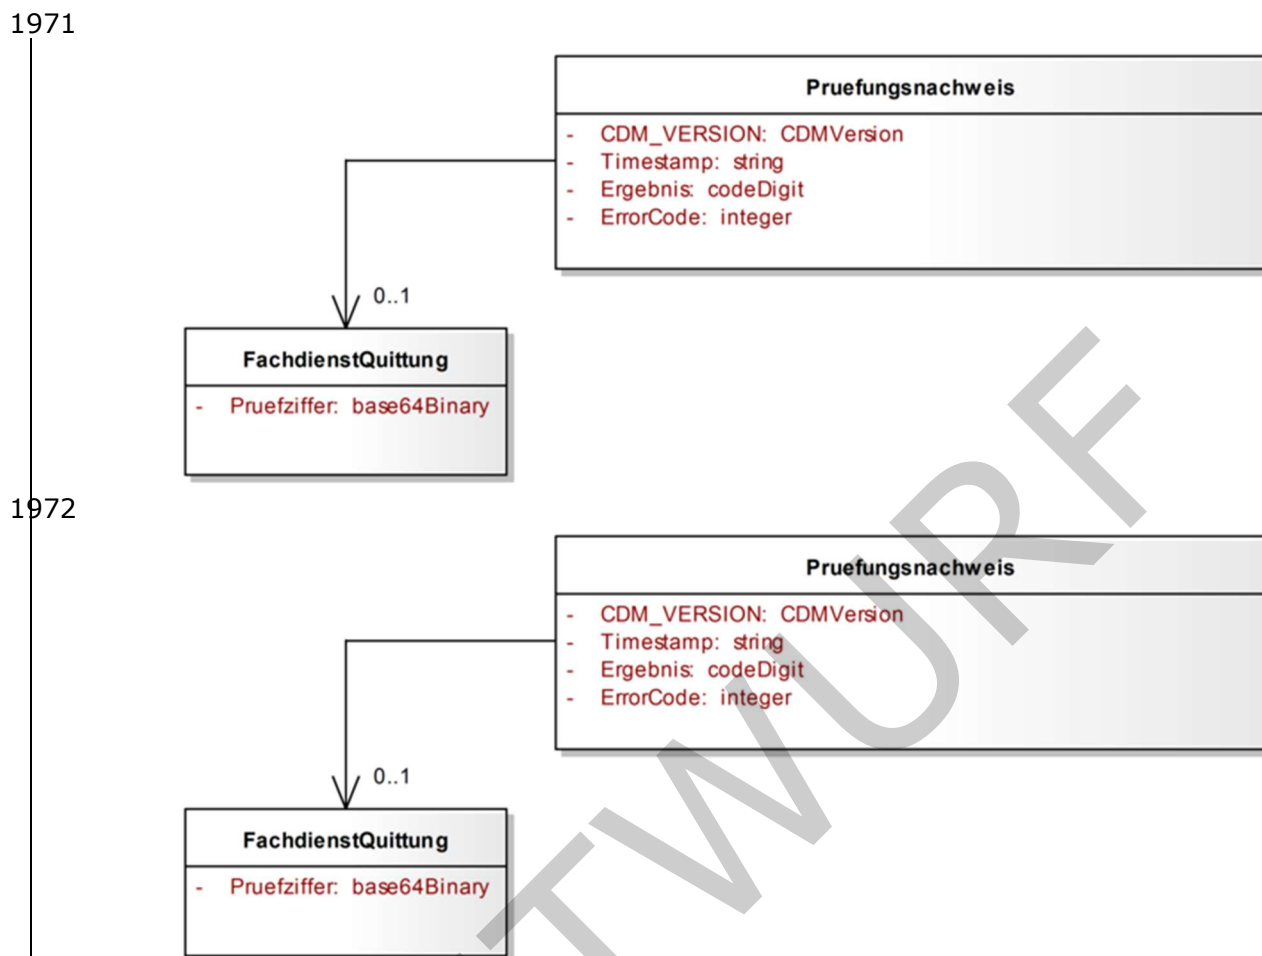 1971
Pruefungsnachweis
- CDM_VERSION: CDMVersion
- Timestamp: string
- Ergebnis: codeDigit
- ErrorCode: integer
0..1
FachdienstQuittung
- Pruefziffer: base64Binary
1972
Pruefungsnachweis
- CDM_VERSION: CDMVersion
- Timestamp: string
- Ergebnis: codeDigit
- ErrorCode: integer
0..1
FachdienstQuittung
- Pruefziffer: base64Binary
TWURF